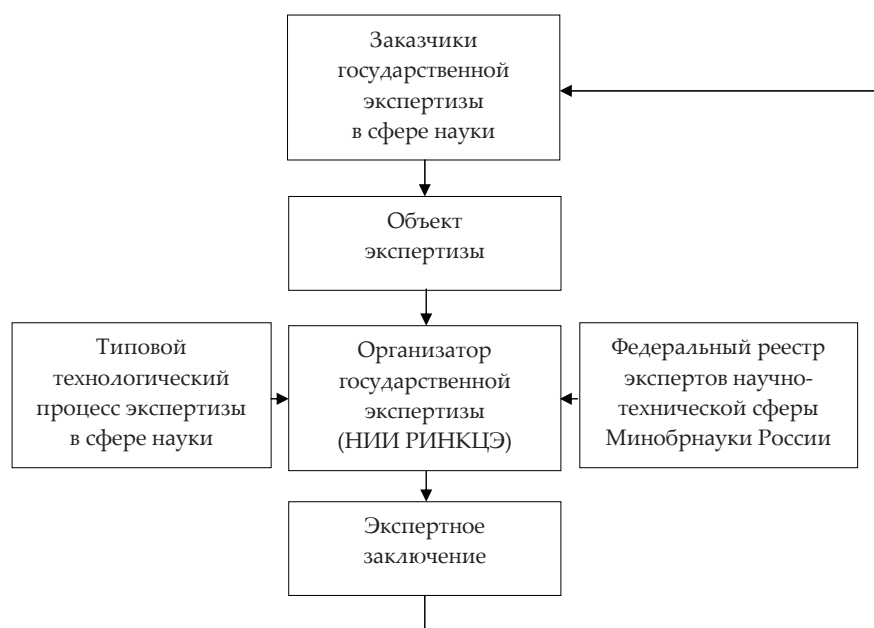 Заказчики
государственной
экспертизы
в сфере науки
Объект
экспертизы
Типовой
технологический
процесс экспертизы
в сфере науки
Организатор
государственной
экспертизы
(НИИ РИНКЦЭ)
Федеральный реестр
экспертов научно-
технической сферы
Минобрнауки России
Экспертное
заключение